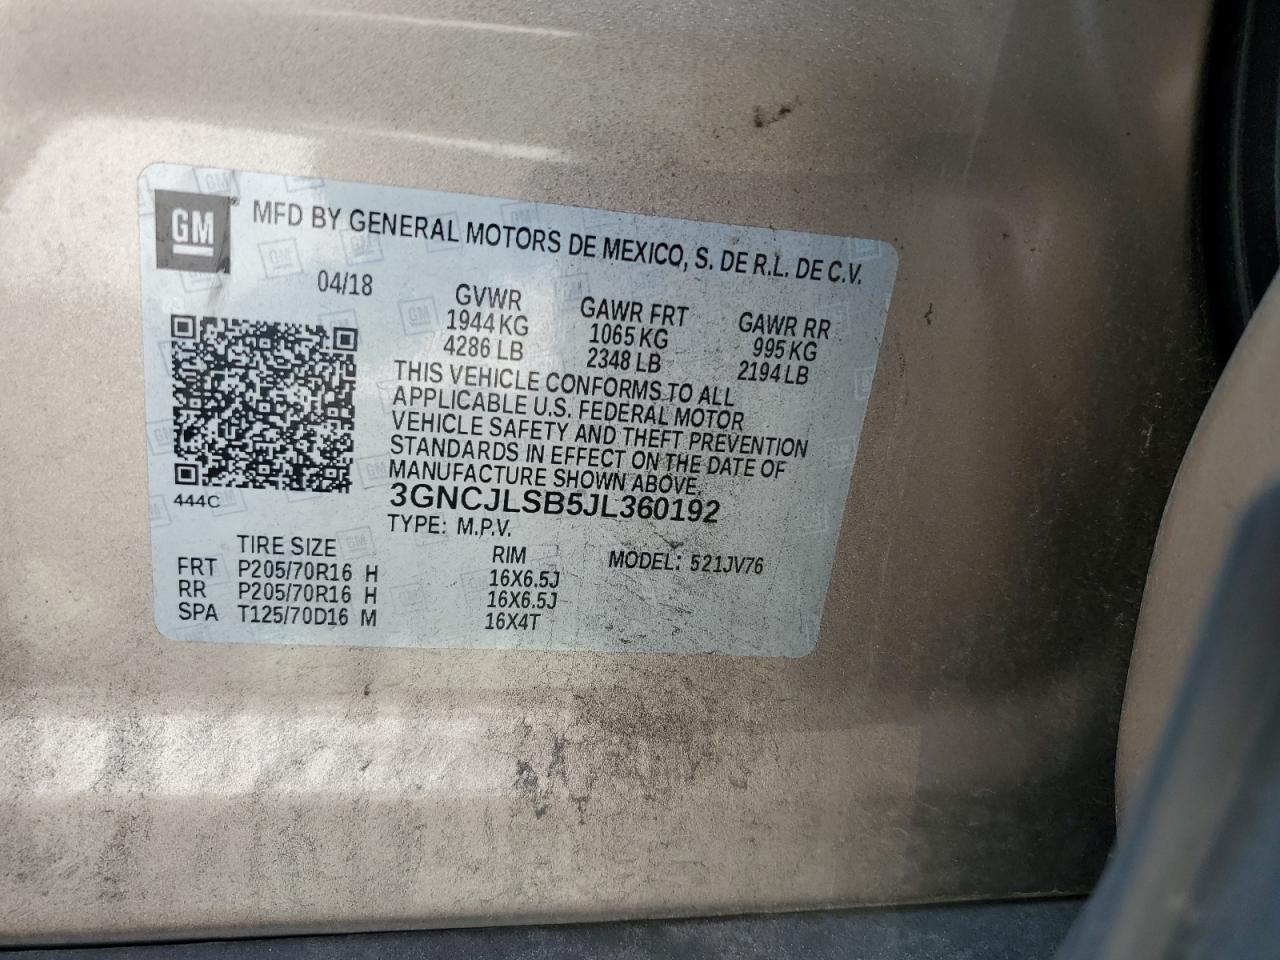 GM® MFD BY GENERAL MOTORS DE MEXICO, S. DE R.L. DE C.V.
04/18
GVWR GAWR FRT GAWR RR
1944 KG 1065 KG 995 KG
4286 LB 2348 LB 2194 LB
THIS VEHICLE CONFORMS TO ALL
APPLICABLE U.S. FEDERAL MOTOR
VEHICLE SAFETY AND THEFT PREVENTION
STANDARDS IN EFFECT ON THE DATE OF
MANUFACTURE SHOWN ABOVE.
444C
3GNCJLSB5JL360192
TYPE: M.P.V.
TIRE SIZE RIM MODEL: 521JV76
FRT P205/70R16 H 16X6.5J
RR P205/70R16 H 16X6.5J
SPA T125/70D16 M 16X4T